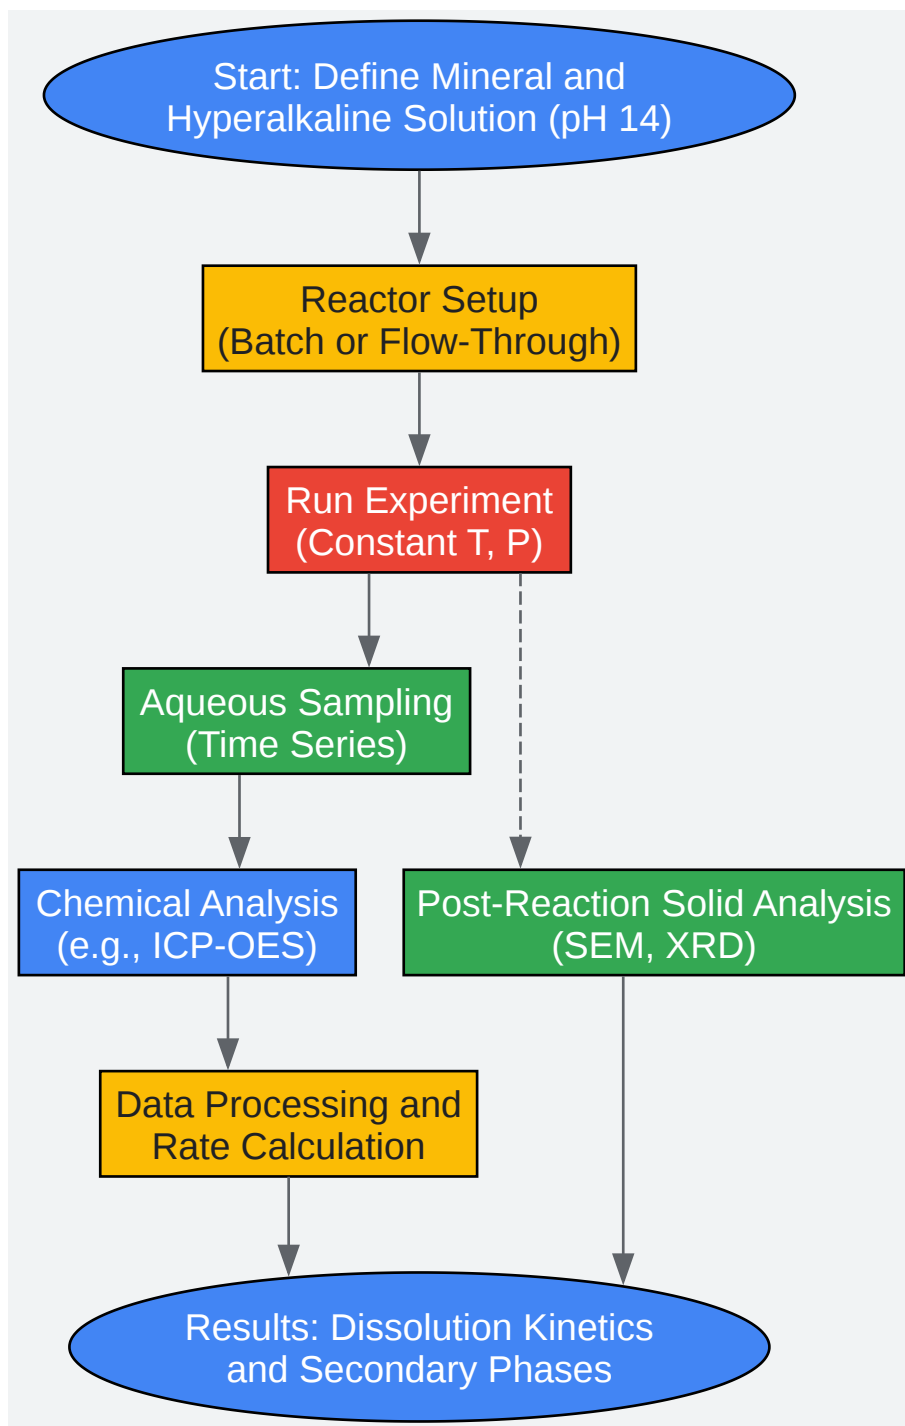 Start: Define Mineral and
Hyperalkaline Solution (pH 14)
Reactor Setup
(Batch or Flow-Through)
Run Experiment
(Constant T, P)
Aqueous Sampling
(Time Series)
Chemical Analysis
(e.g., ICP-OES)
Post-Reaction Solid Analysis
(SEM, XRD)
Data Processing and
Rate Calculation
Results: Dissolution Kinetics
and Secondary Phases